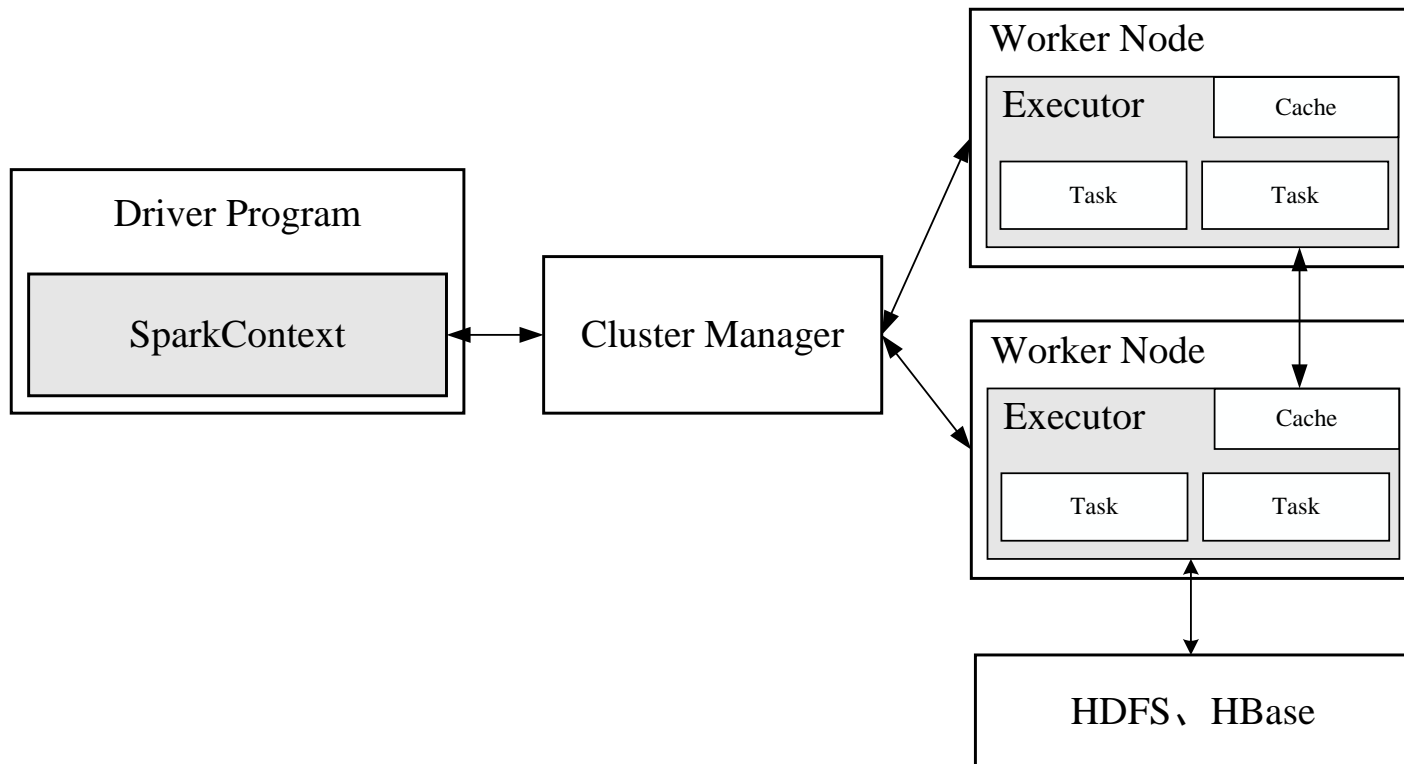 Driver Program
SparkContext
Cluster Manager
Worker Node
Executor
Cache
Task
Task
Worker Node
Executor
Cache
Task
Task
HDFS、HBase